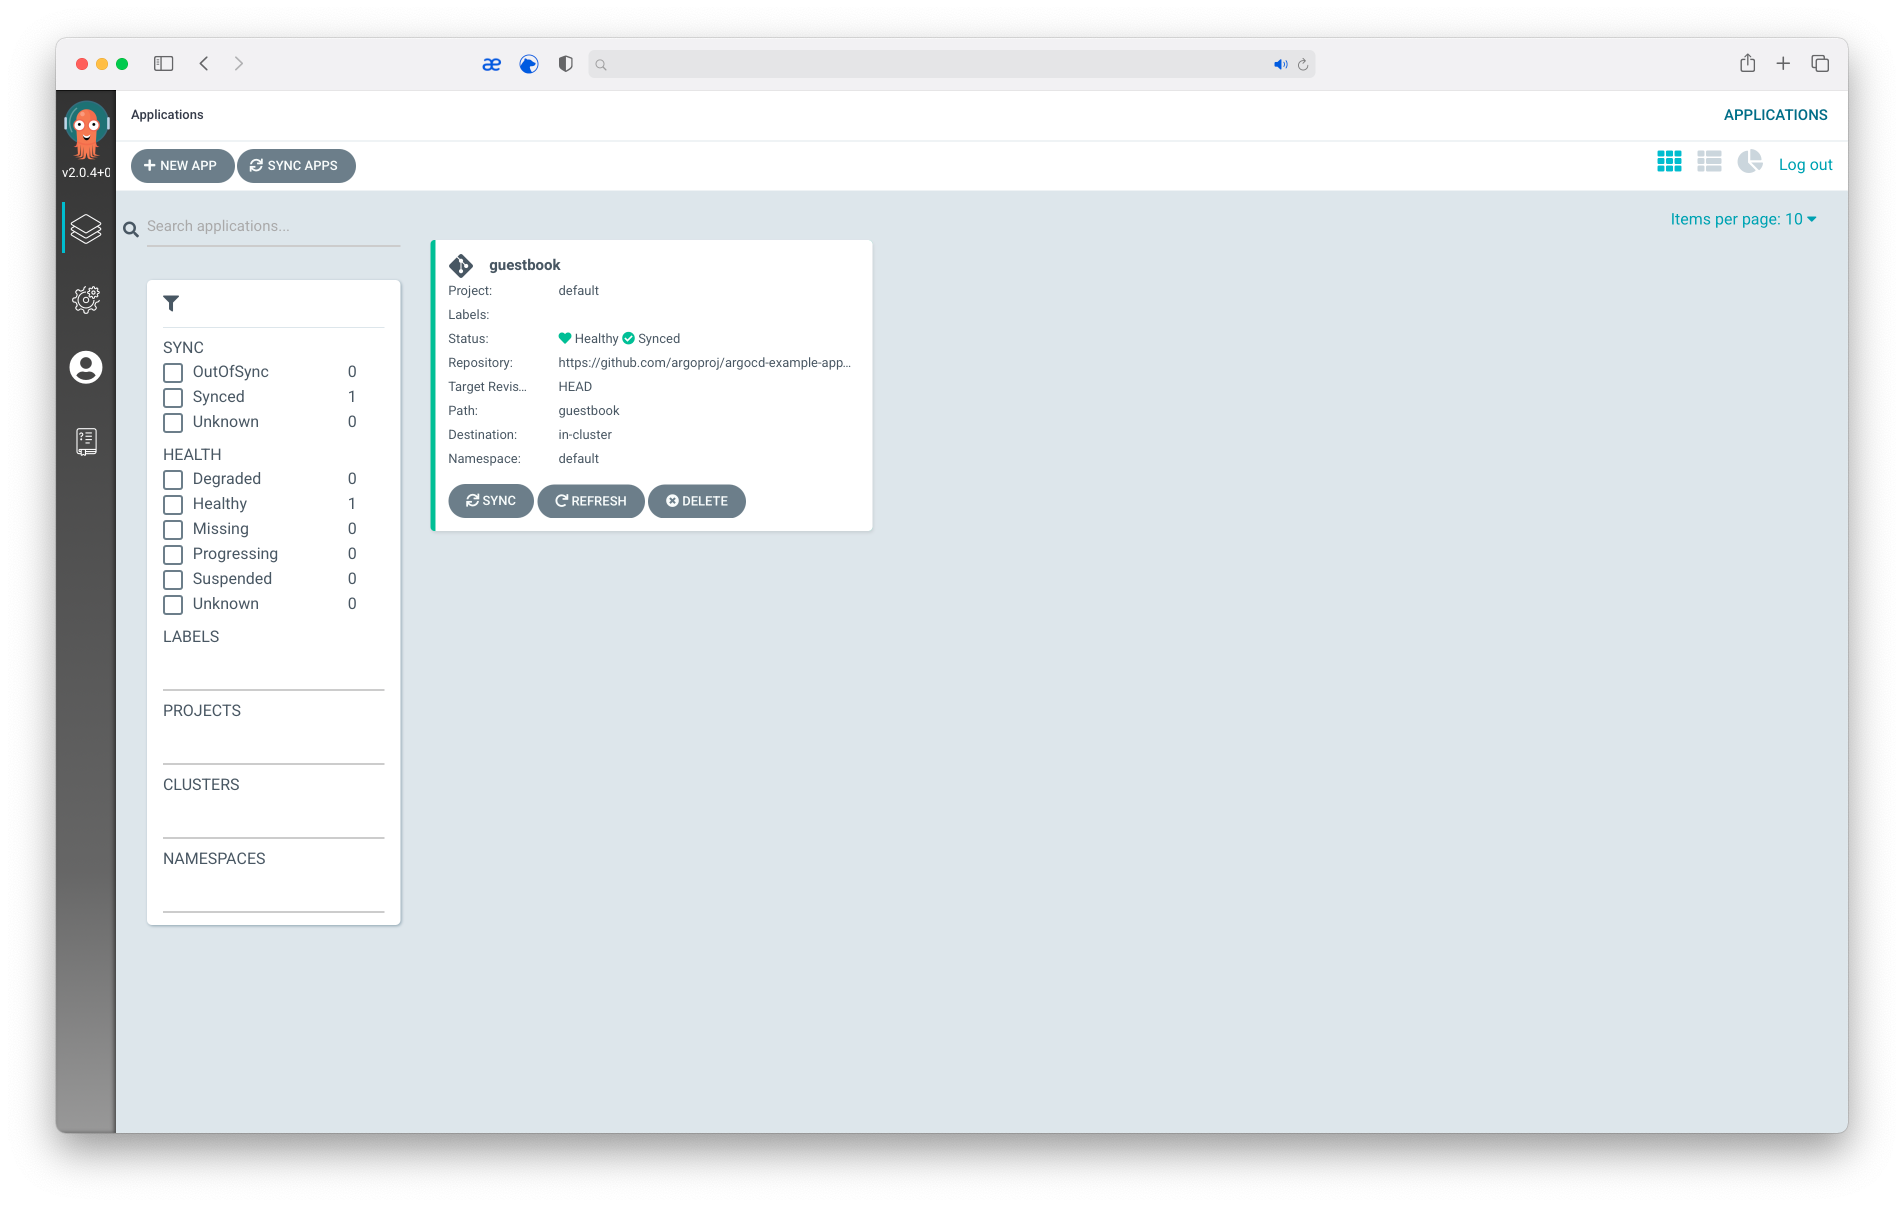 Applications
APPLICATIONS
v2.0.4+0
NEW APP
SYNC APPS
Log out
Search applications...
Items per page: 10
SYNC
OutOfSync 0
Synced 1
Unknown 0
HEALTH
Degraded 0
Healthy 1
Missing 0
Progressing 0
Suspended 0
Unknown 0
LABELS
PROJECTS
CLUSTERS
NAMESPACES
guestbook
Project: default
Labels:
Status: Healthy Synced
Repository: https://github.com/argoproj/argocd-example-app...
Target Revis... HEAD
Path: guestbook
Destination: in-cluster
Namespace: default
SYNC
REFRESH
DELETE